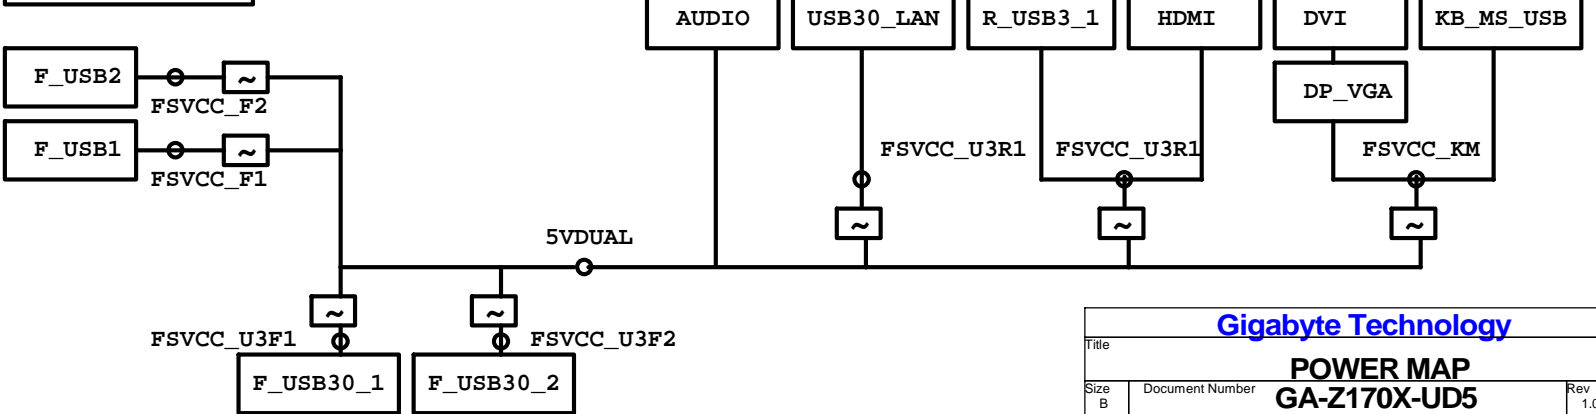 AUDIO USB30_LAN R_USB3_1 HDMI DVI KB_MS_USB
F_USB2 ~
FSVCC_F2
DP_VGA
F_USB1 ~
FSVCC_F1
FSVCC_U3R1 FSVCC_U3R1 FSVCC_KM
~ ~ ~
5VDUAL
~ ~
FSVCC_U3F1 FSVCC_U3F2
F_USB30_1 F_USB30_2
Gigabyte Technology
Title
POWER MAP
Size Document Number Rev
B GA-Z170X-UD5